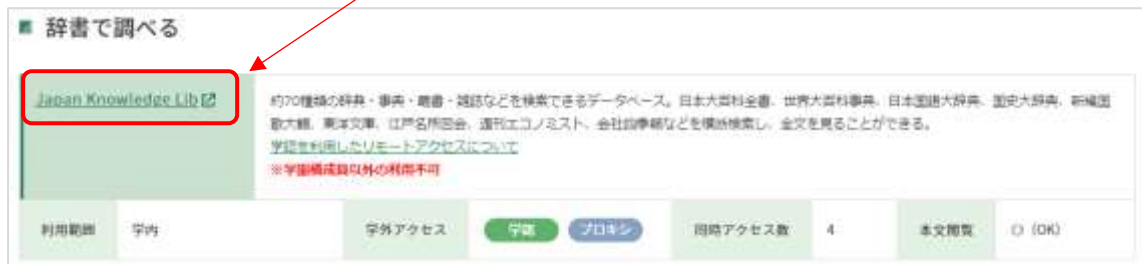 辞書で調べる
Japan Knowledge Lib
約70種類の辞典・事典・叢書・雑誌などを検索できるデータベース。日本大百科全書、世界大百科事典、日本国語大辞典、国史大辞典、新編国
歌大観、東洋文庫、江戸名所図会、週刊エコノミスト、会社四季報などを横断検索し、全文を見ることができる。
学認を利用したリモートアクセスについて
※学園構成員以外の利用不可
利用範囲 学内 学外アクセス 学認 プロキシ 同時アクセス数 4 本文閲覧 ○ (OK)